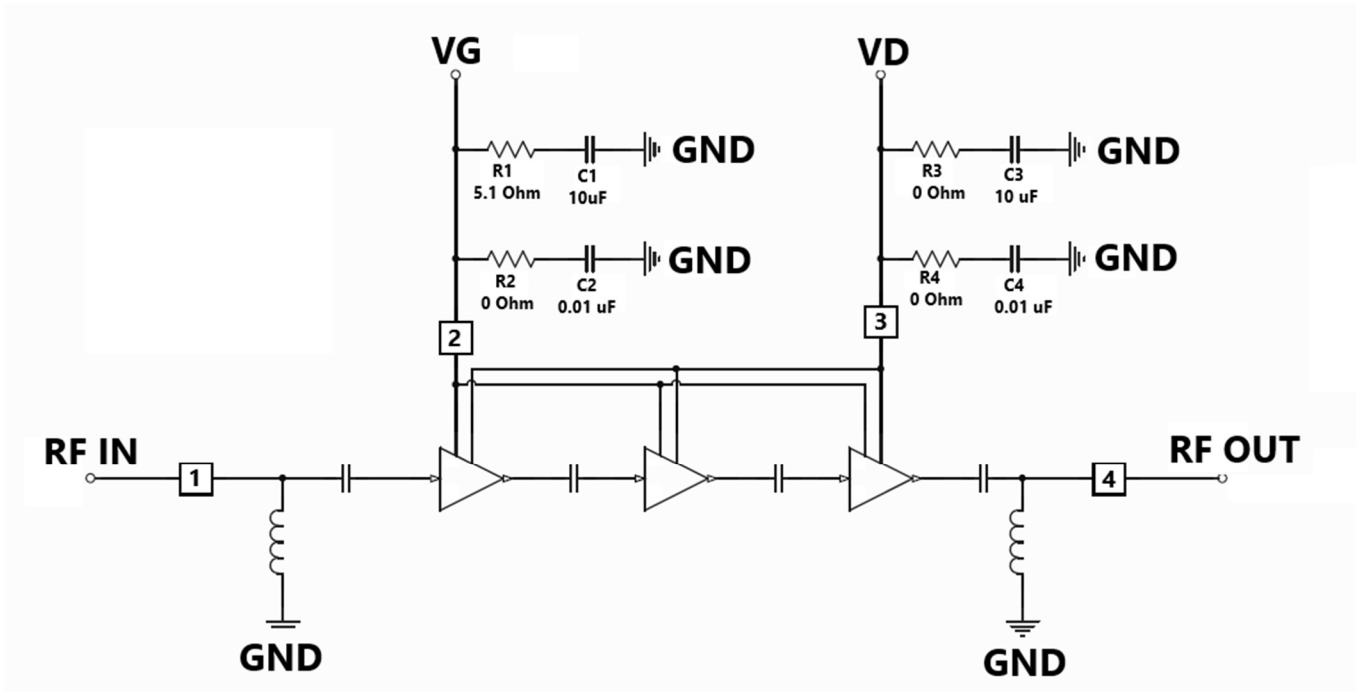 VG
VD
R1
5.1 Ohm
C1
10uF
GND
R3
0 Ohm
C3
10 uF
GND
R2
0 Ohm
C2
0.01 uF
GND
R4
0 Ohm
C4
0.01 uF
GND
2
3
RF IN
1
4
RF OUT
GND
GND